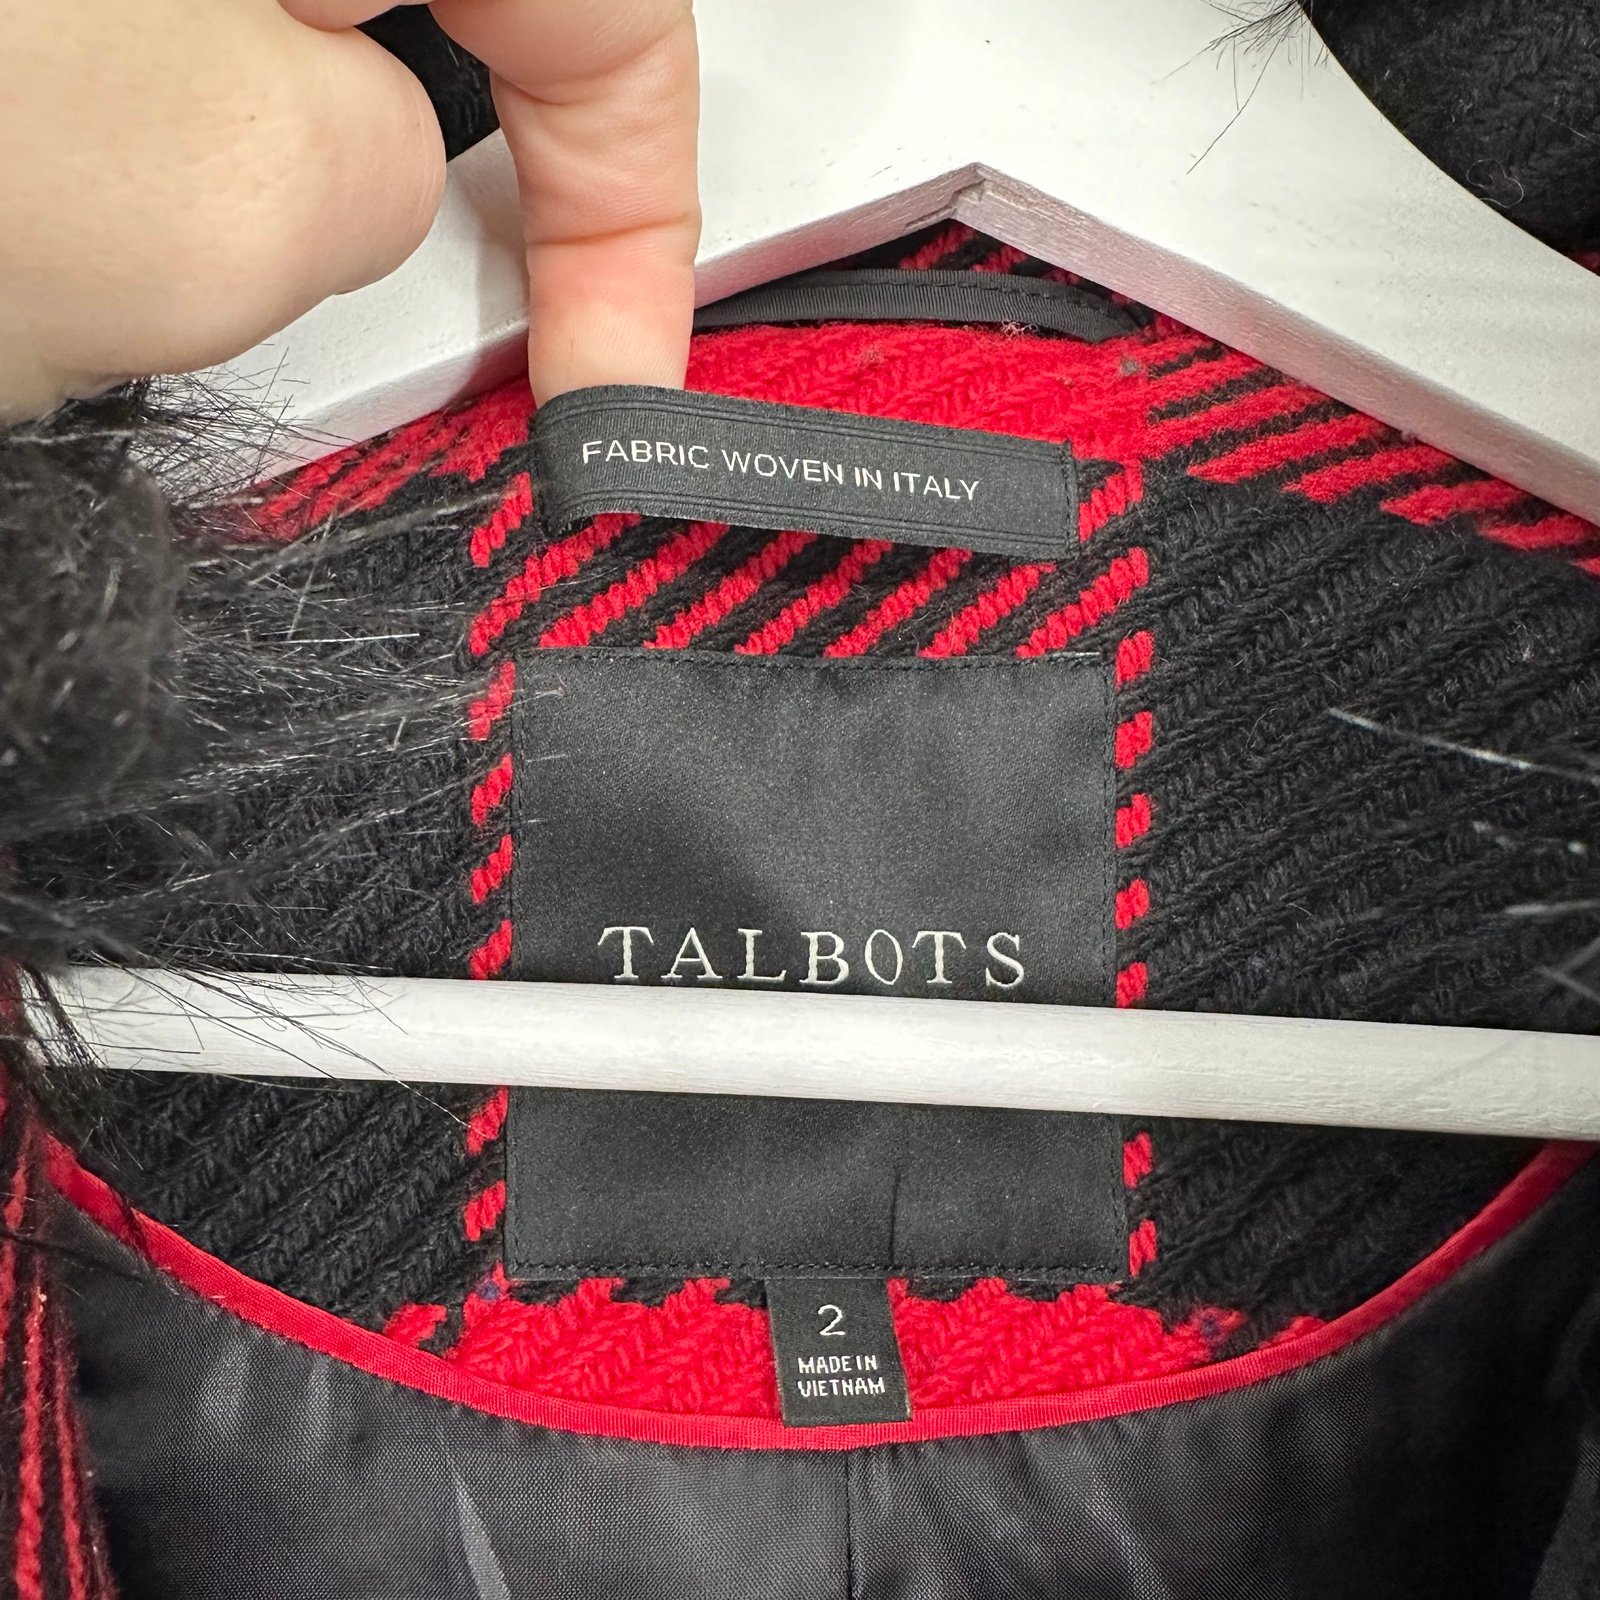 FABRIC WOVEN IN ITALY
TALBOTS
2
MADE IN
VIETNAM